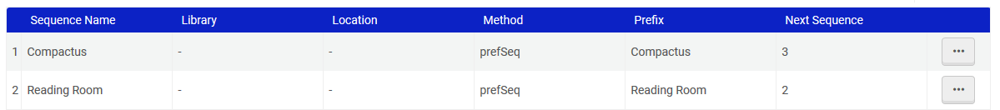 Sequence Name Library Location Method Prefix Next Sequence
1 Compactus - - prefSeq Compactus 3 ...
2 Reading Room - - prefSeq Reading Room 2 ...